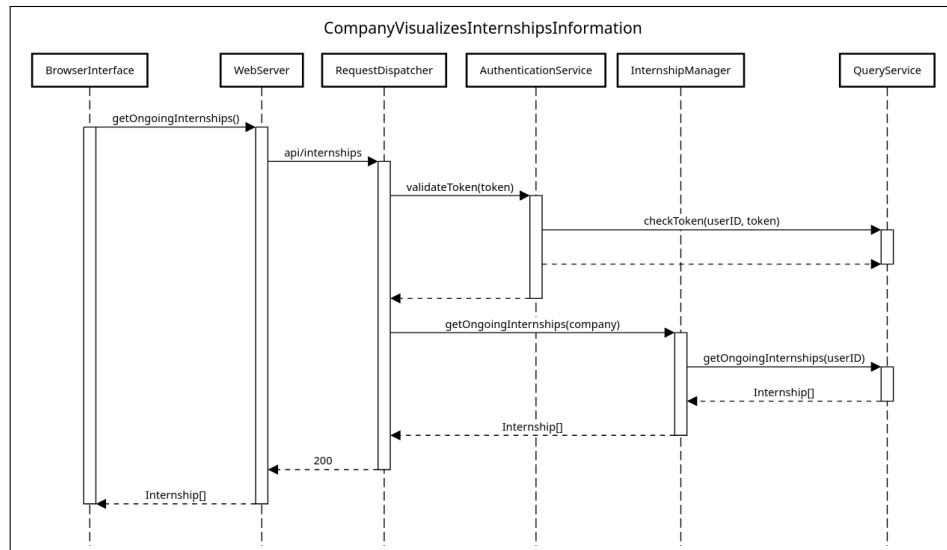 CompanyVisualizesInternshipsInformation
BrowserInterface
WebServer
RequestDispatcher
AuthenticationService
InternshipManager
QueryService
getOngoingInternships()
api/internships
validateToken(token)
checkToken(userID, token)
getOngoingInternships(company)
getOngoingInternships(userID)
Internship[]
Internship[]
200
Internship[]